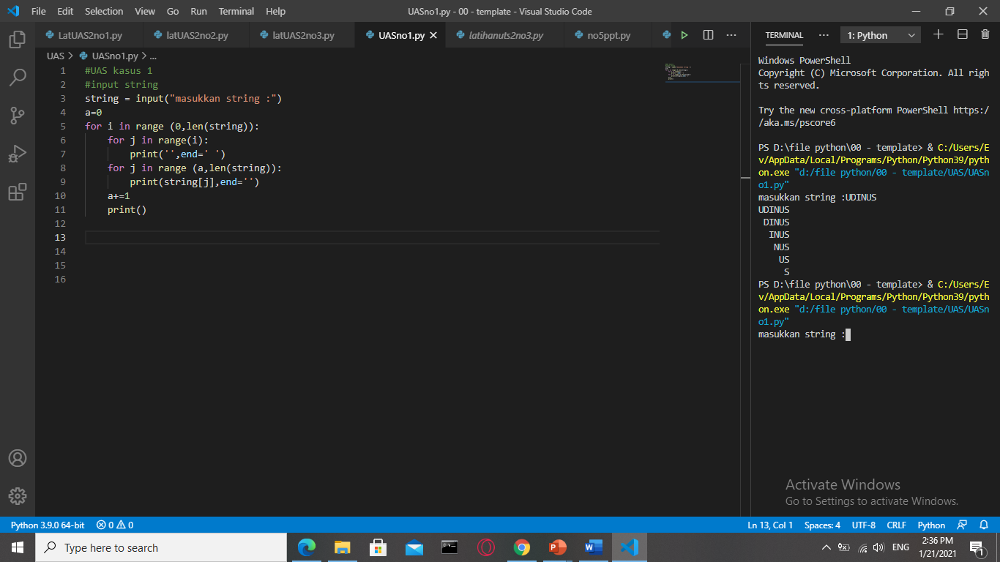 File Edit Selection View Go Run Terminal Help UASno1.py - 00 - template - Visual Studio Code
LatUAS2no1.py latUAS2no2.py latUAS2no3.py UASno1.py latihanuts2no3.py no5ppt.py
UAS > UASno1.py > ...
1 #UAS kasus 1
2 #input string
3 string = input("masukkan string :")
4 a=0
5 for i in range (0,len(string)):
6     for j in range(i):
7         print('',end=' ')
8     for j in range (a,len(string)):
9         print(string[j],end='')
10     a+=1
11     print()
12
13
14
15
16
TERMINAL ... 1: Python
Windows PowerShell
Copyright (C) Microsoft Corporation. All righ
ts reserved.
Try the new cross-platform PowerShell https:/
/aka.ms/pscore6
PS D:\file python\00 - template> & C:/Users/E
v/AppData/Local/Programs/Python/Python39/pyth
on.exe "d:/file python/00 - template/UAS/UASn
o1.py"
masukkan string :UDINUS
UDINUS
 DINUS
  INUS
   NUS
    US
     S
PS D:\file python\00 - template> & C:/Users/E
v/AppData/Local/Programs/Python/Python39/pyth
on.exe "d:/file python/00 - template/UAS/UASn
o1.py"
masukkan string :
Activate Windows
Go to Settings to activate Windows.
Python 3.9.0 64-bit 0 0 Ln 13, Col 1 Spaces: 4 UTF-8 CRLF Python
Type here to search ENG 2:36 PM
1/21/2021 1